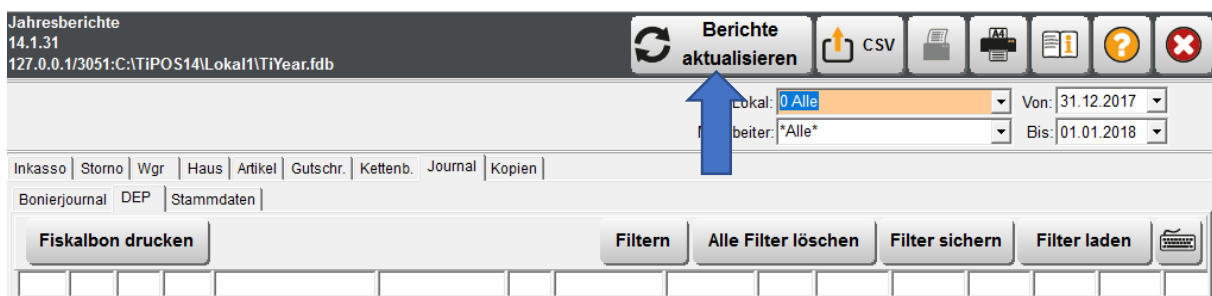 Jahresberichte
14.1.31
127.0.0.1/3051:C:\TiPOS14\Lokal1\TiYear.fdb
Berichte
aktualisieren
CSV
A4
Lokal: 0 Alle
Von: 31.12.2017
beiter: *Alle*
Bis: 01.01.2018
Inkasso Storno Wgr Haus Artikel Gutschr. Kettenb. Journal Kopien
Bonierjournal DEP Stammdaten
Fiskalbon drucken Filtern Alle Filter löschen Filter sichern Filter laden